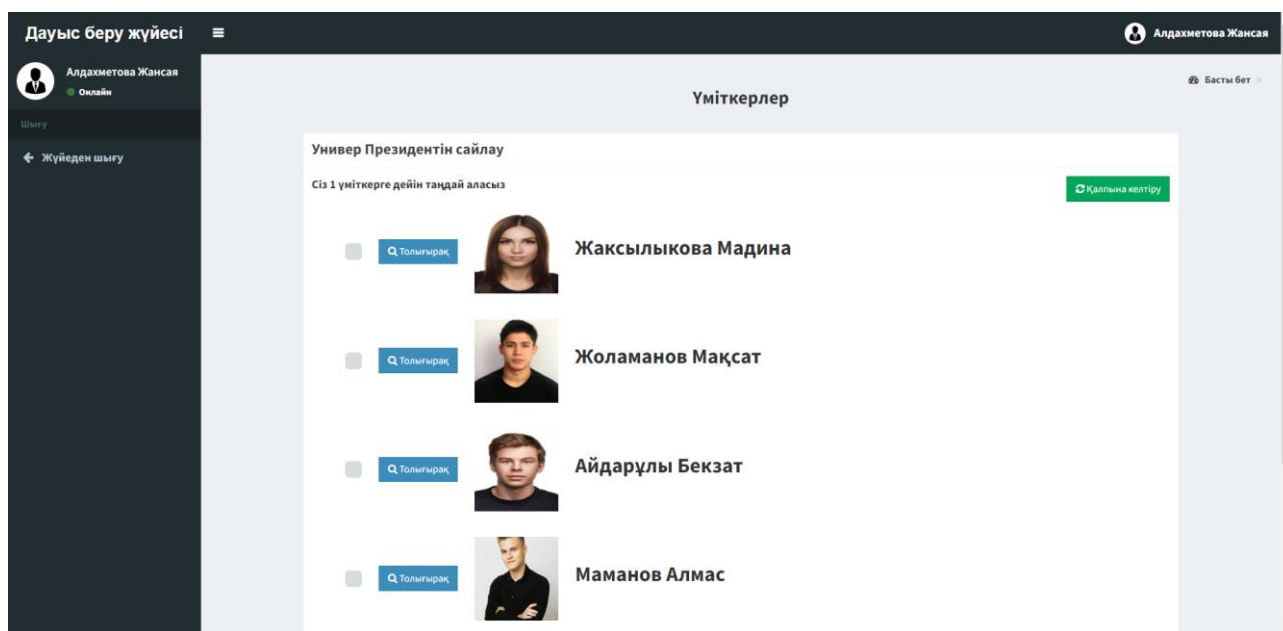 Дауыс беру жүйесі
Алдахметова Жансая
Алдахметова Жансая
Онлайн
Шығу
Жүйеден шығу
Басты бет >
Үміткерлер
Универ Президентін сайлау
Сіз 1 үміткерге дейін таңдай аласыз
Қалпына келтіру
Толығырақ
Жаксылыкова Мадина
Толығырақ
Жоламанов Мақсат
Толығырақ
Айдарұлы Бекзат
Толығырақ
Маманов Алмас